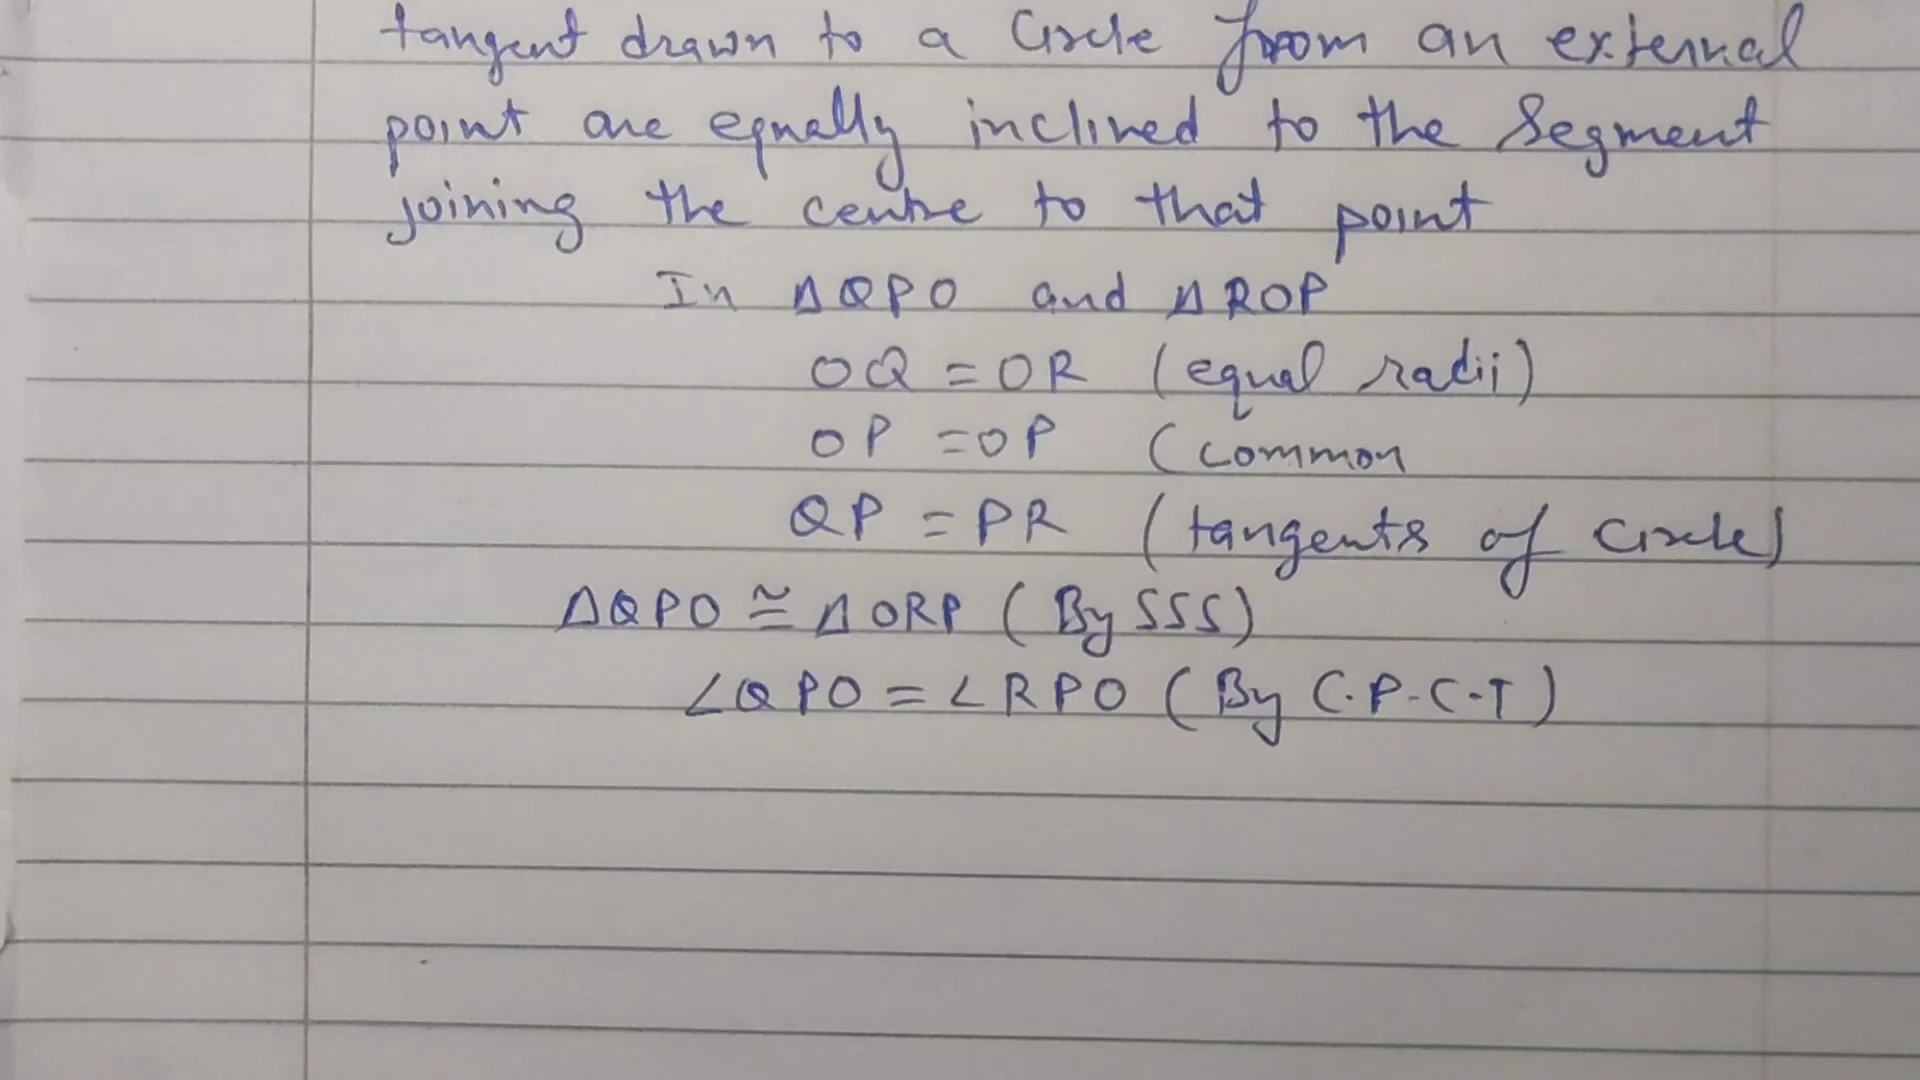 tangent drawn to a Circle from an external
point are equally inclined to the Segment
joining the centre to that point
In ΔQPO and ΔROP
OQ = OR (equal radii)
OP = OP (common
QP = PR (tangents of circle)
ΔQPO ≅ ΔORP (By SSS)
∠QPO = ∠RPO (By C.P.C.T)